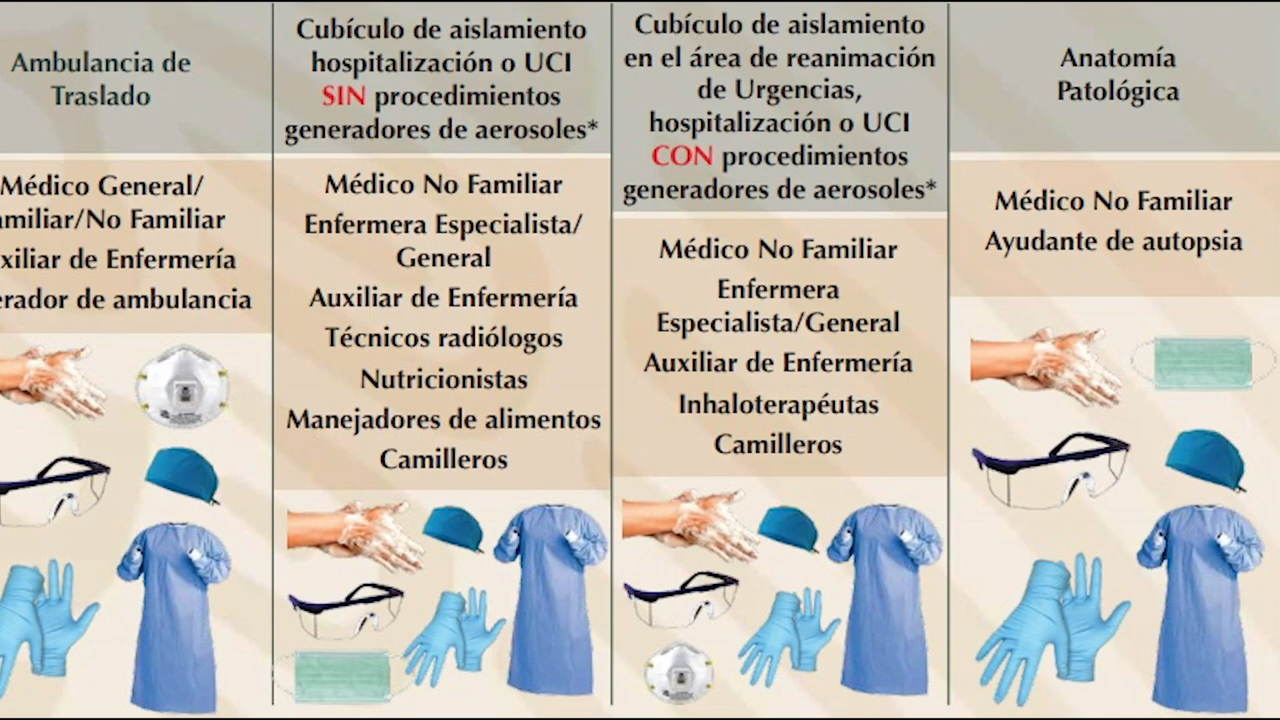 Ambulancia de
Traslado
Médico General/
amiliar/No Familiar
xiliar de Enfermería
erador de ambulancia
Cubículo de aislamiento
hospitalización o UCI
SIN procedimientos
generadores de aerosoles*
Médico No Familiar
Enfermera Especialista/
General
Auxiliar de Enfermería
Técnicos radiólogos
Nutricionistas
Manejadores de alimentos
Camilleros
Cubículo de aislamiento
en el área de reanimación
de Urgencias,
hospitalización o UCI
CON procedimientos
generadores de aerosoles*
Médico No Familiar
Enfermera
Especialista/General
Auxiliar de Enfermería
Inhaloterapéutas
Camilleros
Anatomía
Patológica
Médico No Familiar
Ayudante de autopsia